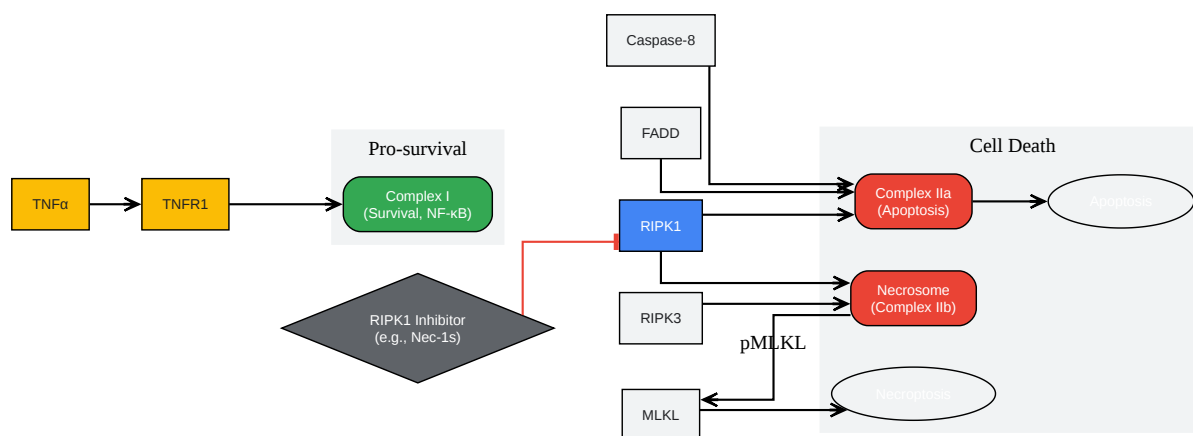 Caspase-8
FADD
Pro-survival
Cell Death
TNFα
TNFR1
Complex I
(Survival, NF-κB)
Complex IIa
(Apoptosis)
Apoptosis
RIPK1
RIPK1 Inhibitor
(e.g., Nec-1s)
Necrosome
(Complex IIb)
RIPK3
pMLKL
MLKL
Necroptosis